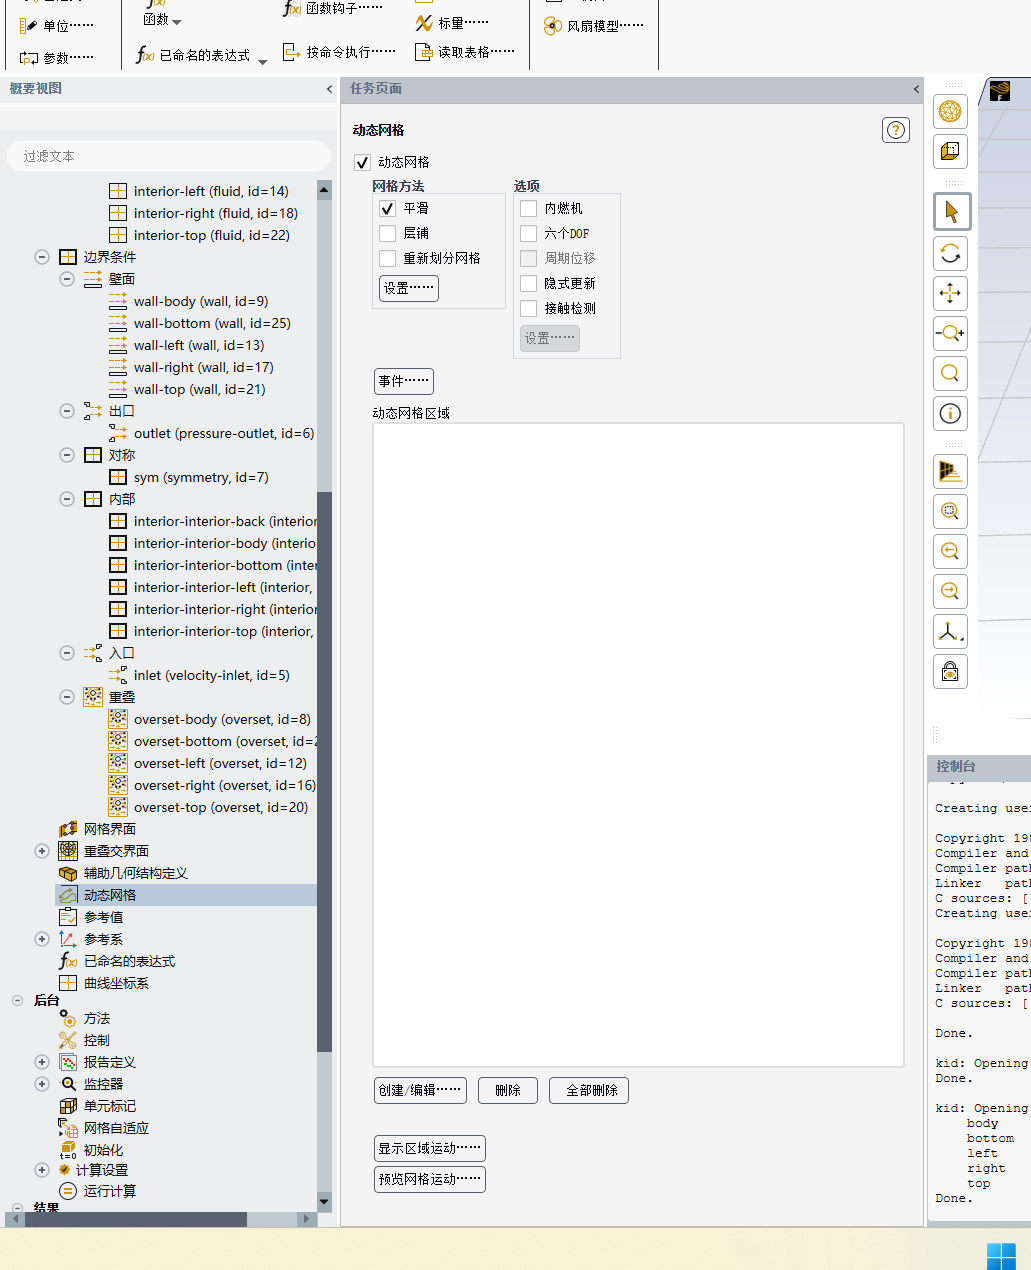 函数
函数钩子……
单位……
标量……
风扇模型……
参数……
已命名的表达式
按命令执行……
读取表格……
概要视图
任务页面
过滤文本
interior-left (fluid, id=14)
interior-right (fluid, id=18)
interior-top (fluid, id=22)
边界条件
壁面
wall-body (wall, id=9)
wall-bottom (wall, id=25)
wall-left (wall, id=13)
wall-right (wall, id=17)
wall-top (wall, id=21)
出口
outlet (pressure-outlet, id=6)
对称
sym (symmetry, id=7)
内部
interior-interior-back (interior
interior-interior-body (interio
interior-interior-bottom (inter
interior-interior-left (interior,
interior-interior-right (interior
interior-interior-top (interior,
入口
inlet (velocity-inlet, id=5)
重叠
overset-body (overset, id=8)
overset-bottom (overset, id=2
overset-left (overset, id=12)
overset-right (overset, id=16)
overset-top (overset, id=20)
网格界面
重叠交界面
辅助几何结构定义
动态网格
参考值
参考系
已命名的表达式
曲线坐标系
后台
方法
控制
报告定义
监控器
单元标记
网格自适应
初始化
计算设置
运行计算
结果
动态网格
动态网格
网格方法
平滑
层铺
重新划分网格
设置……
选项
内燃机
六个DOF
周期位移
隐式更新
接触检测
设置……
事件……
动态网格区域
创建/编辑……
删除
全部删除
显示区域运动……
预览网格运动……
控制台
Creating use
Copyright 19
Compiler and
Compiler pat
Linker pat
C sources: [
Creating use
Copyright 19
Compiler and
Compiler pat
Linker pat
C sources: [
Done.
kid: Opening
Done.
kid: Opening
body
bottom
left
right
top
Done.